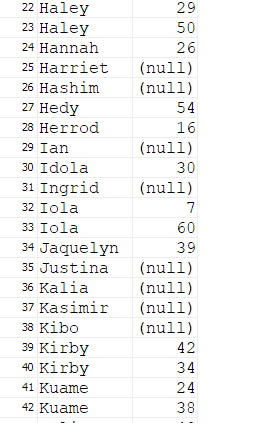 22 Haley 29
23 Haley 50
24 Hannah 26
25 Harriet (null)
26 Hashim (null)
27 Hedy 54
28 Herrod 16
29 Ian (null)
30 Idola 30
31 Ingrid (null)
32 Iola 7
33 Iola 60
34 Jaquelyn 39
35 Justina (null)
36 Kalia (null)
37 Kasimir (null)
38 Kibo (null)
39 Kirby 42
40 Kirby 34
41 Kuame 24
42 Kuame 38